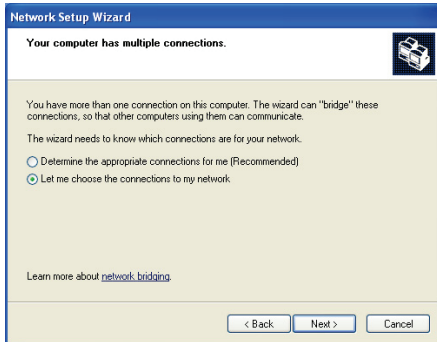 Network Setup Wizard
Your computer has multiple connections.
You have more than one connection on this computer. The wizard can "bridge" these
connections, so that other computers using them can communicate.
The wizard needs to know which connections are for your network.
Determine the appropriate connections for me (Recommended)
Let me choose the connections to my network
Learn more about network bridging.
< Back
Next >
Cancel